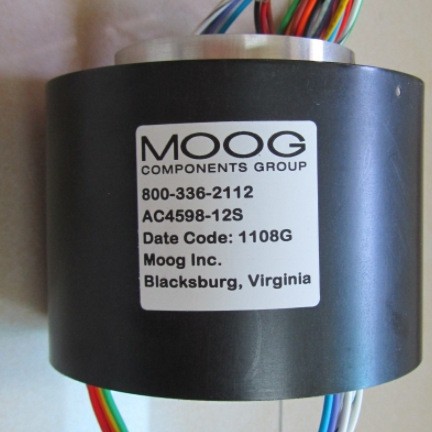 MOOG
COMPONENTS GROUP
800-336-2112
AC4598-12S
Date Code: 1108G
Moog Inc.
Blacksburg, Virginia